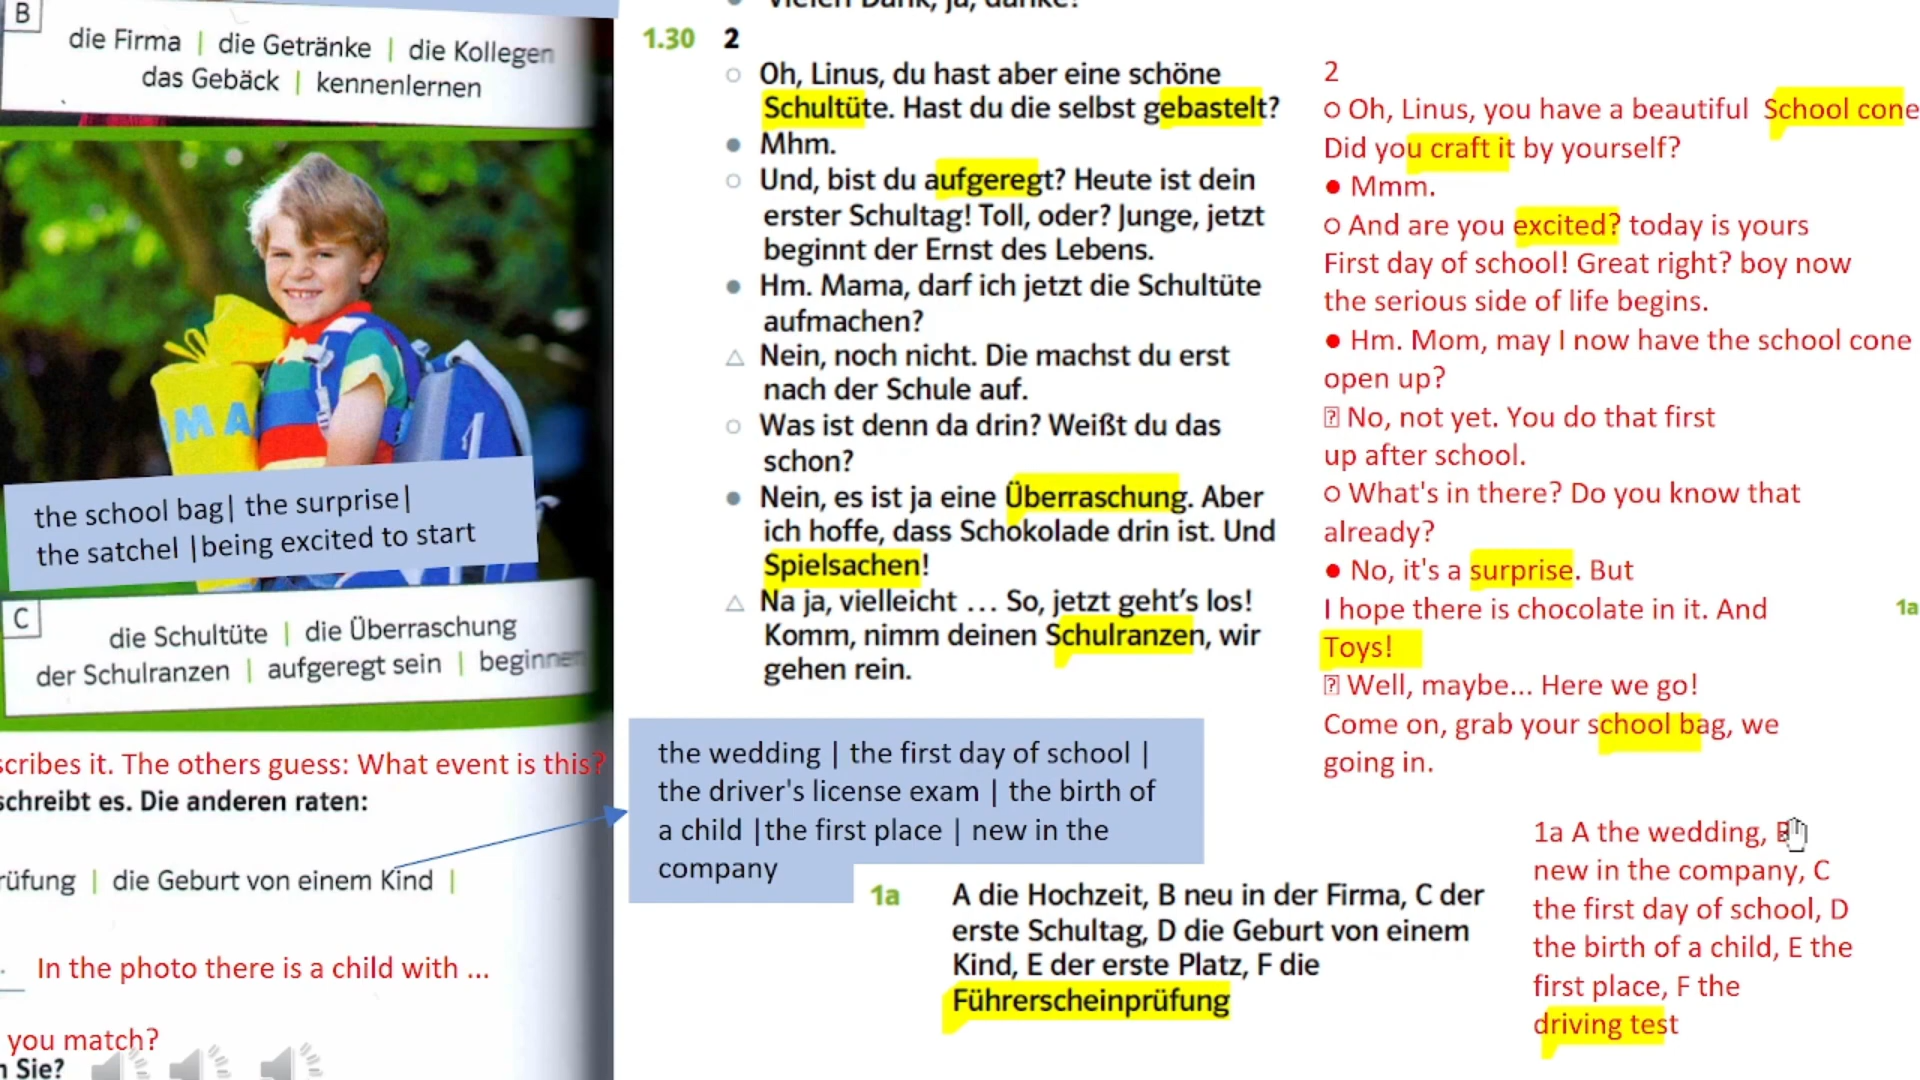 B
die Firma | die Getränke | die Kollegen
das Gebäck | kennenlernen
MA
the school bag| the surprise|
the satchel |being excited to start
C
die Schultüte | die Überraschung
der Schulranzen | aufgeregt sein | beginnen
scribes it. The others guess: What event is this?
schreibt es. Die anderen raten:
rüfung | die Geburt von einem Kind |
In the photo there is a child with ...
you match?
n Sie?
Vielen Dank, ja, danke!
1.30 2
○ Oh, Linus, du hast aber eine schöne
Schultüte. Hast du die selbst gebastelt?
● Mhm.
○ Und, bist du aufgeregt? Heute ist dein
erster Schultag! Toll, oder? Junge, jetzt
beginnt der Ernst des Lebens.
● Hm. Mama, darf ich jetzt die Schultüte
aufmachen?
△ Nein, noch nicht. Die machst du erst
nach der Schule auf.
○ Was ist denn da drin? Weißt du das
schon?
● Nein, es ist ja eine Überraschung. Aber
ich hoffe, dass Schokolade drin ist. Und
Spielsachen!
△ Na ja, vielleicht … So, jetzt geht’s los!
Komm, nimm deinen Schulranzen, wir
gehen rein.
the wedding | the first day of school |
the driver's license exam | the birth of
a child |the first place | new in the
company
1a A die Hochzeit, B neu in der Firma, C der
erste Schultag, D die Geburt von einem
Kind, E der erste Platz, F die
Führerscheinprüfung
2
○ Oh, Linus, you have a beautiful School cone
Did you craft it by yourself?
● Mmm.
○ And are you excited? today is yours
First day of school! Great right? boy now
the serious side of life begins.
● Hm. Mom, may I now have the school cone
open up?
No, not yet. You do that first
up after school.
○ What's in there? Do you know that
already?
● No, it's a surprise. But
I hope there is chocolate in it. And
Toys!
Well, maybe... Here we go!
Come on, grab your school bag, we
going in.
1a
1a A the wedding, B
new in the company, C
the first day of school, D
the birth of a child, E the
first place, F the
driving test